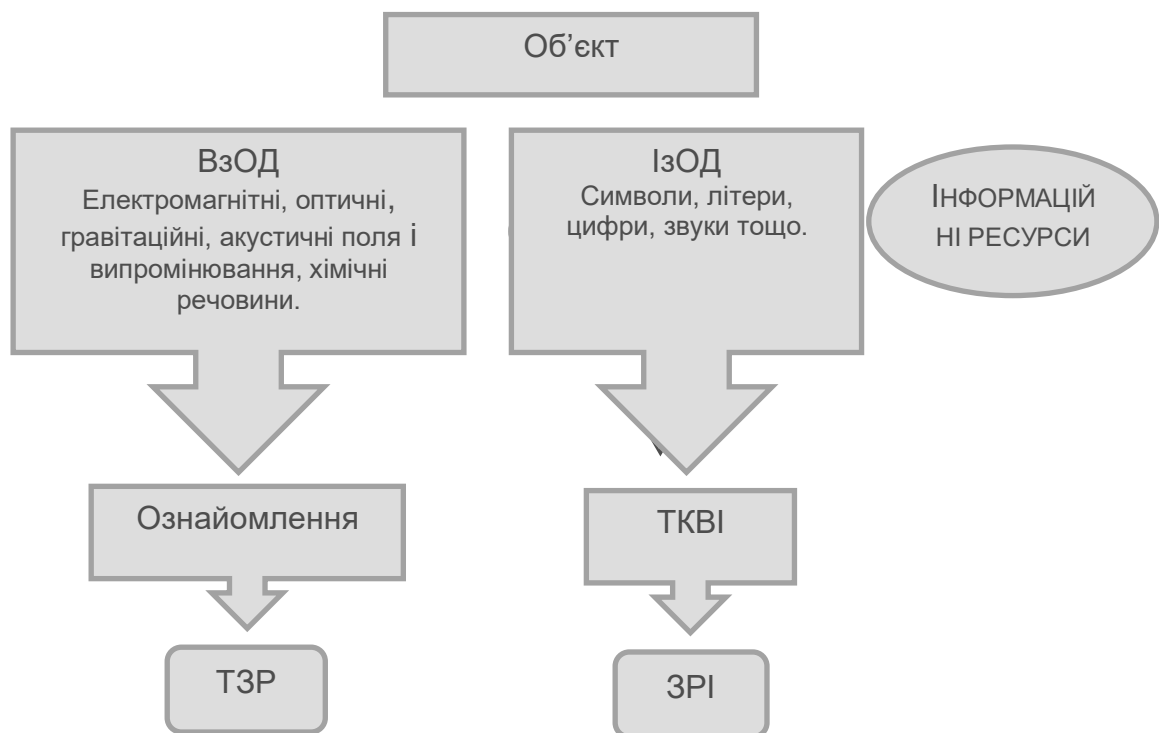 Об’єкт
ВзОД
Електромагнітні, оптичні,
гравітаційні, акустичні поля і
випромінювання, хімічні
речовини.
ІзОД
Символи, літери,
цифри, звуки тощо.
ІНФОРМАЦІЙ
НІ РЕСУРСИ
Ознайомлення
ТКВІ
ТЗР
ЗРІ